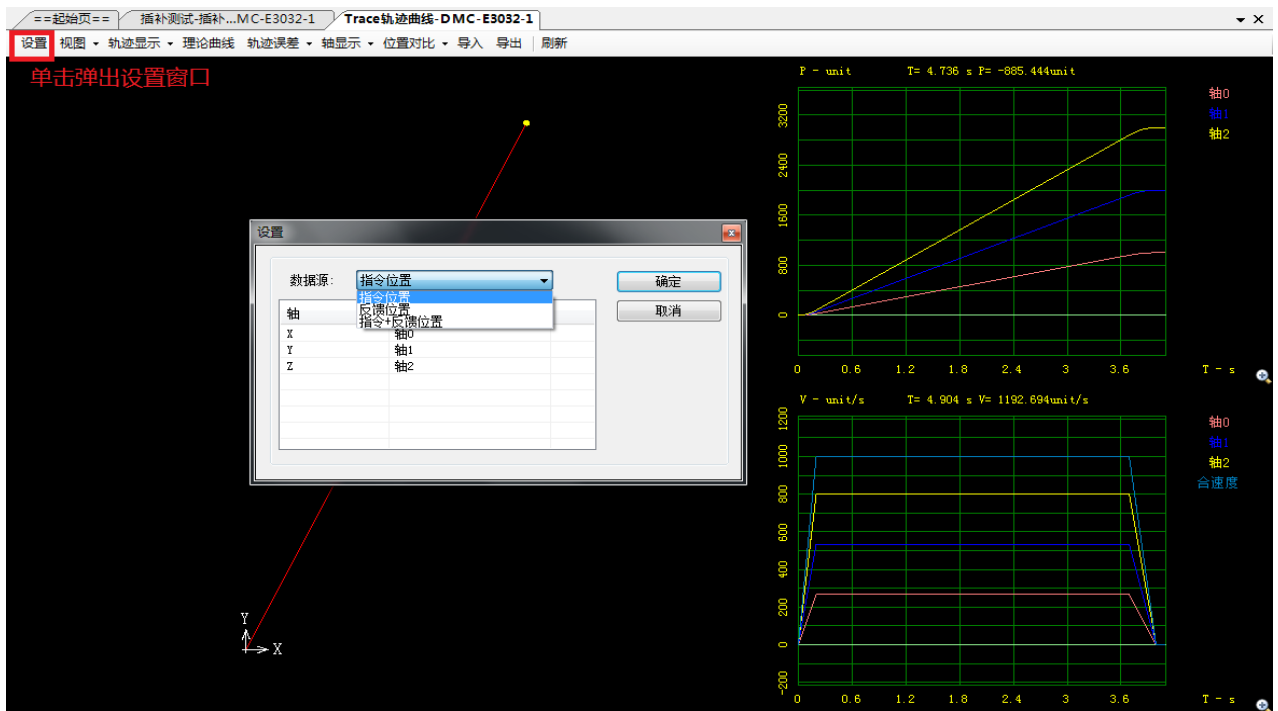 ==起始页==
插补测试-插补...MC-E3032-1
Trace轨迹曲线-DMC-E3032-1
设置 视图 轨迹显示 理论曲线 轨迹误差 轴显示 位置对比 导入 导出 刷新
单击弹出设置窗口
P - unit T= 4.736 s P= -885.444unit
轴0
轴1
轴2
3200
2400
1600
800
0
0 0.6 1.2 1.8 2.4 3 3.6 T - s
设置
数据源: 指令位置 确定
指令位置
反馈位置
指令+反馈位置
取消
轴
X 轴0
Y 轴1
Z 轴2
V - unit/s T= 4.904 s V= 1192.694unit/s
轴0
轴1
轴2
合速度
1200
1000
800
600
400
200
0
-200
0 0.6 1.2 1.8 2.4 3 3.6 T - s
Y
X